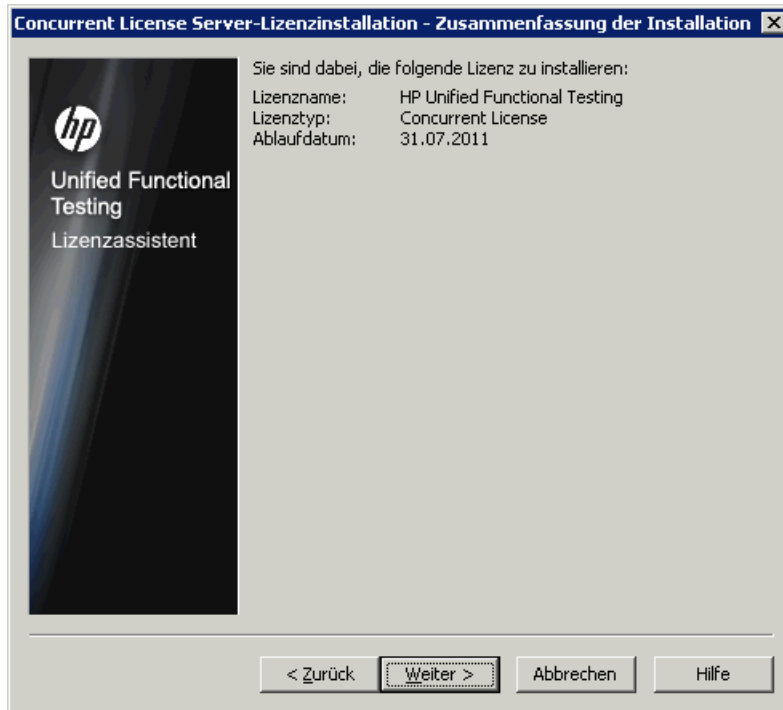 Concurrent License Server-Lizenzinstallation - Zusammenfassung der Installation
hp
Unified Functional
Testing
Lizenzassistent
Sie sind dabei, die folgende Lizenz zu installieren:
Lizenzname: HP Unified Functional Testing
Lizenztyp: Concurrent License
Ablaufdatum: 31.07.2011
< Zurück Weiter > Abbrechen Hilfe